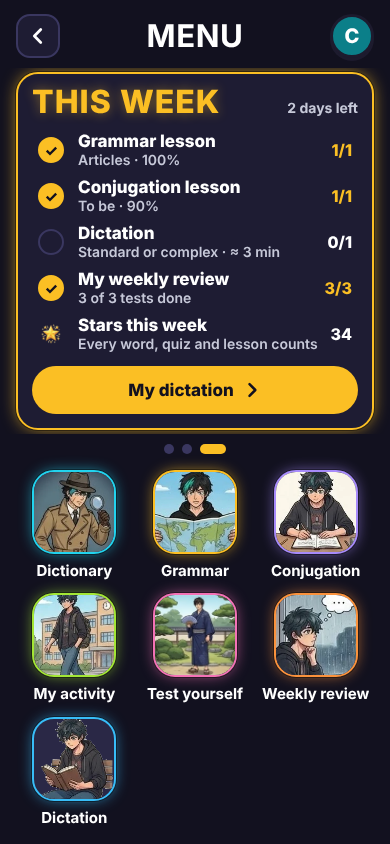 MENU
C
THIS WEEK
2 days left
Grammar lesson
1/1
Articles · 100%
Conjugation lesson
1/1
To be · 90%
Dictation
0/1
Standard or complex · ≈ 3 min
My weekly review
3/3
3 of 3 tests done
Stars this week
34
Every word, quiz and lesson counts
My dictation
Dictionary
Grammar
Conjugation
My activity
Test yourself
Weekly review
Dictation